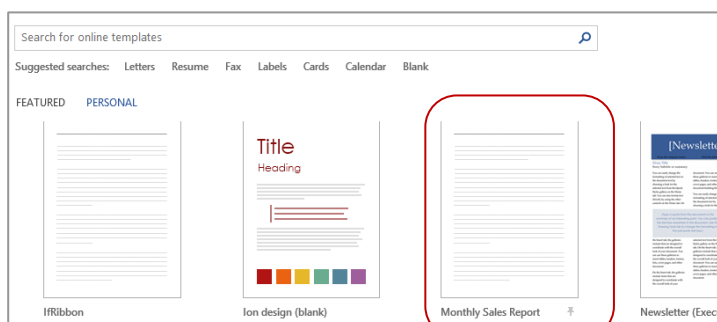 Search for online templates
Suggested searches: Letters Resume Fax Labels Cards Calendar Blank
FEATURED PERSONAL
Title
Heading
[Newslette
IfRibbon Ion design (blank) Monthly Sales Report Newsletter (Exec